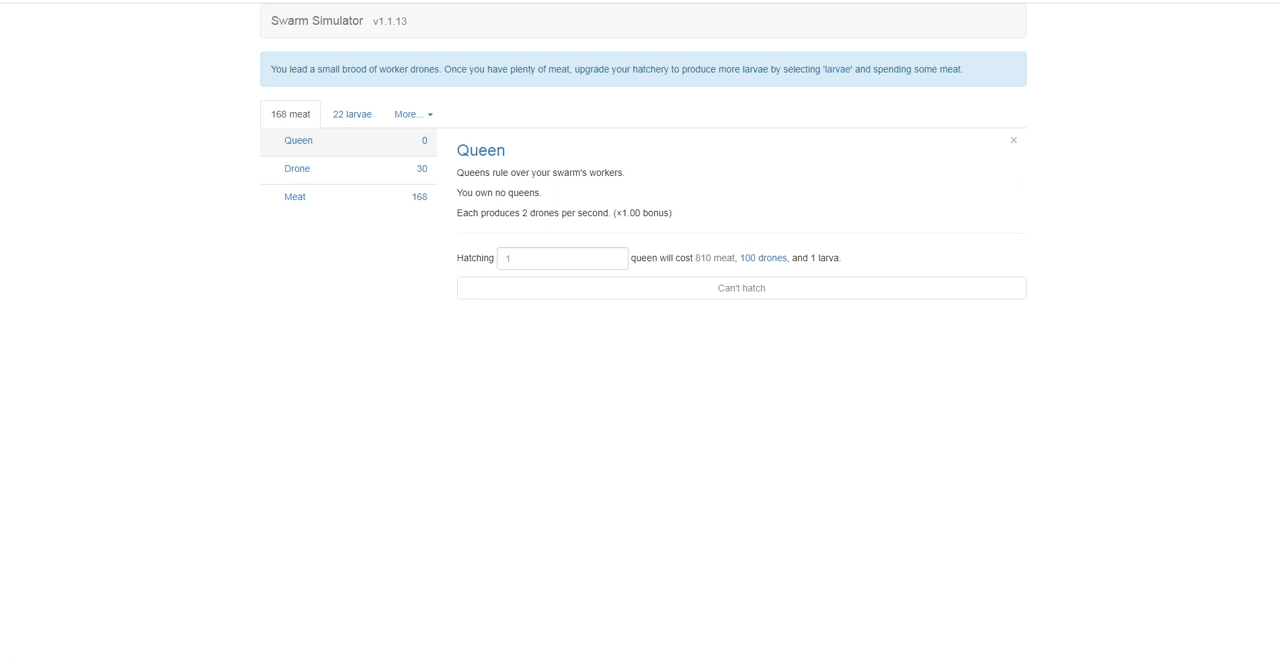 Swarm Simulator v1.1.13
You lead a small brood of worker drones. Once you have plenty of meat, upgrade your hatchery to produce more larvae by selecting 'larvae' and spending some meat.
168 meat 22 larvae More...
Queen 0
Drone 30
Meat 168
×
Queen
Queens rule over your swarm's workers.
You own no queens.
Each produces 2 drones per second. (×1.00 bonus)
Hatching 1 queen will cost 810 meat, 100 drones, and 1 larva.
Can't hatch